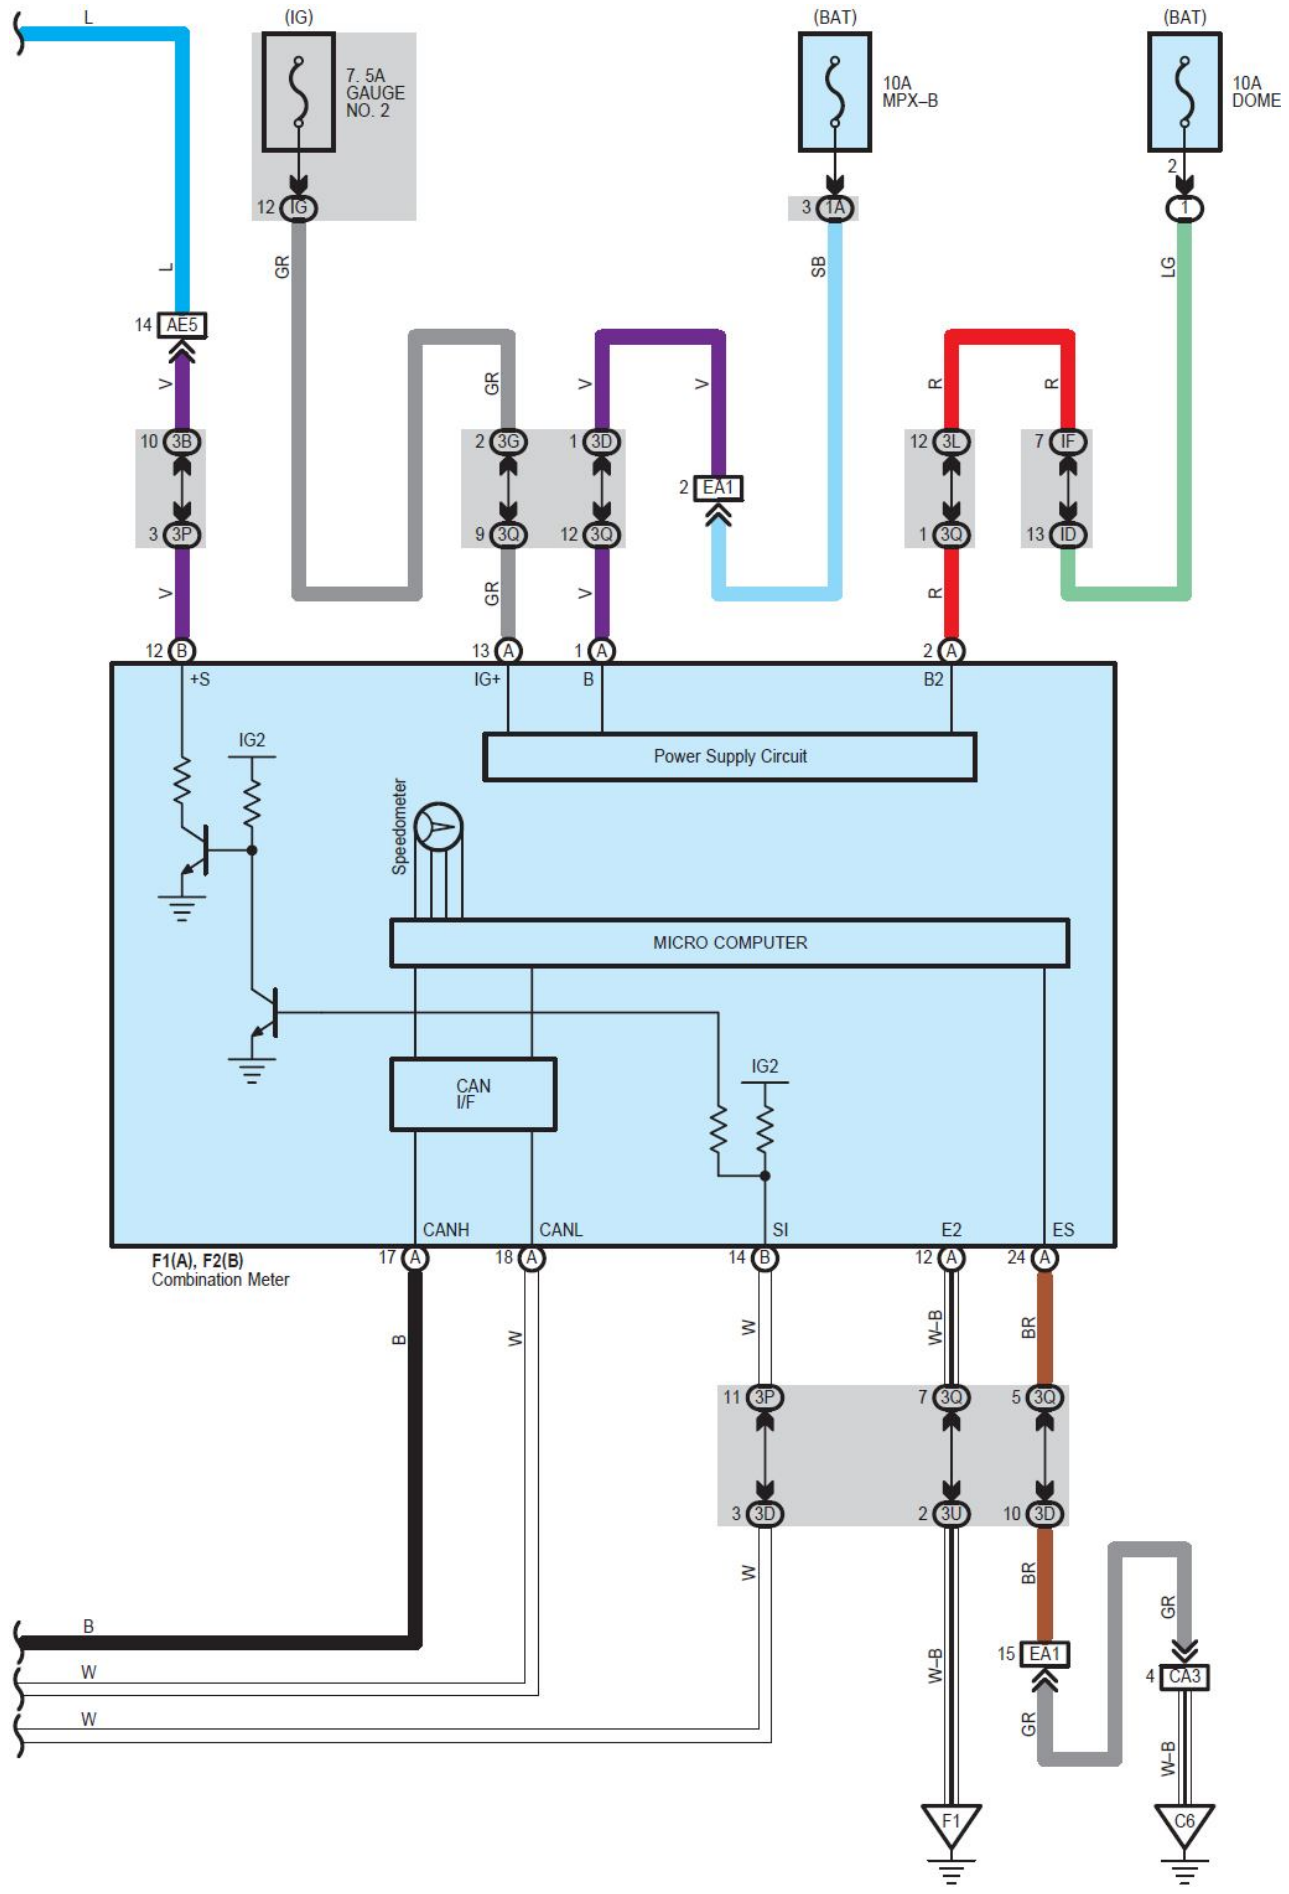 L
(IG)
(BAT)
(BAT)
7. 5A
GAUGE
NO. 2
10A
MPX–B
10A
DOME
2
12 IG
3 1A
1
L
GR
SB
LG
14 AE5
V
GR
V
V
R
R
10 3B
2 3G
1 3D
12 3L
7 IF
2 EA1
3 3P
9 3Q
12 3Q
1 3Q
13 ID
V
GR
V
R
12 B
13 A
1 A
2 A
+S
IG+
B
B2
IG2
Power Supply Circuit
Speedometer
MICRO COMPUTER
IG2
CAN
I/F
CANH
CANL
SI
E2
ES
F1(A), F2(B)
Combination Meter
17 A
18 A
14 B
12 A
24 A
B
W
W
W–B
BR
11 3P
7 3Q
5 3Q
3 3D
2 3U
10 3D
W
BR
GR
B
15 EA1
W
W–B
4 CA3
W
GR
W–B
F1
C6